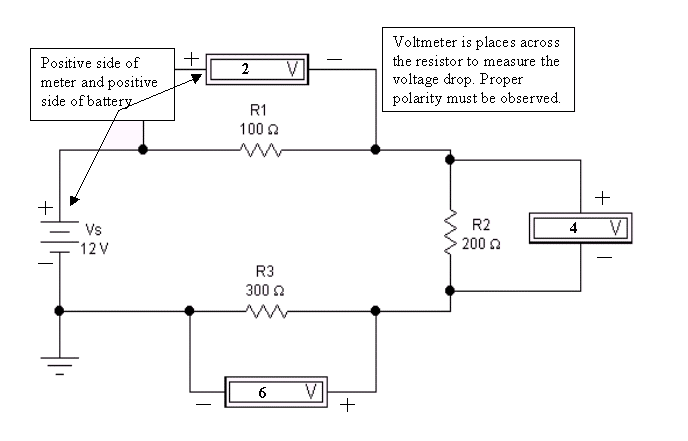 Positive side of
meter and positive
side of battery
+ 2 V −
Voltmeter is places across
the resistor to measure the
voltage drop. Proper
polarity must be observed.
R1
100 Ω
+
Vs
12 V
−
R2
200 Ω
+
4 V
−
R3
300 Ω
− 6 V +